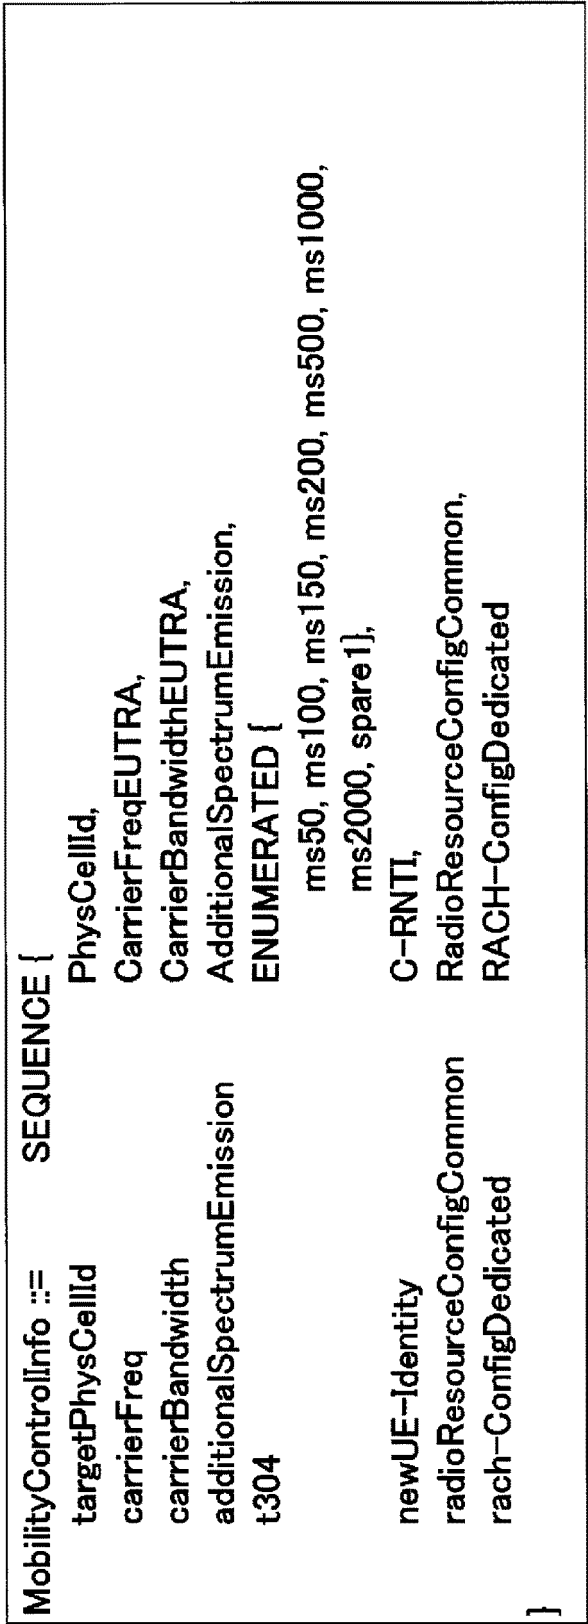 MobilityControlInfo ::= SEQUENCE {
targetPhysCellId PhysCellId,
carrierFreq CarrierFreqEUTRA,
carrierBandwidth CarrierBandwidthEUTRA,
additionalSpectrumEmission AdditionalSpectrumEmission,
t304 ENUMERATED {
ms50, ms100, ms150, ms200, ms500, ms1000,
ms2000, spare1},
newUE-Identity C-RNTI,
radioResourceConfigCommon RadioResourceConfigCommon,
rach-ConfigDedicated RACH-ConfigDedicated
}